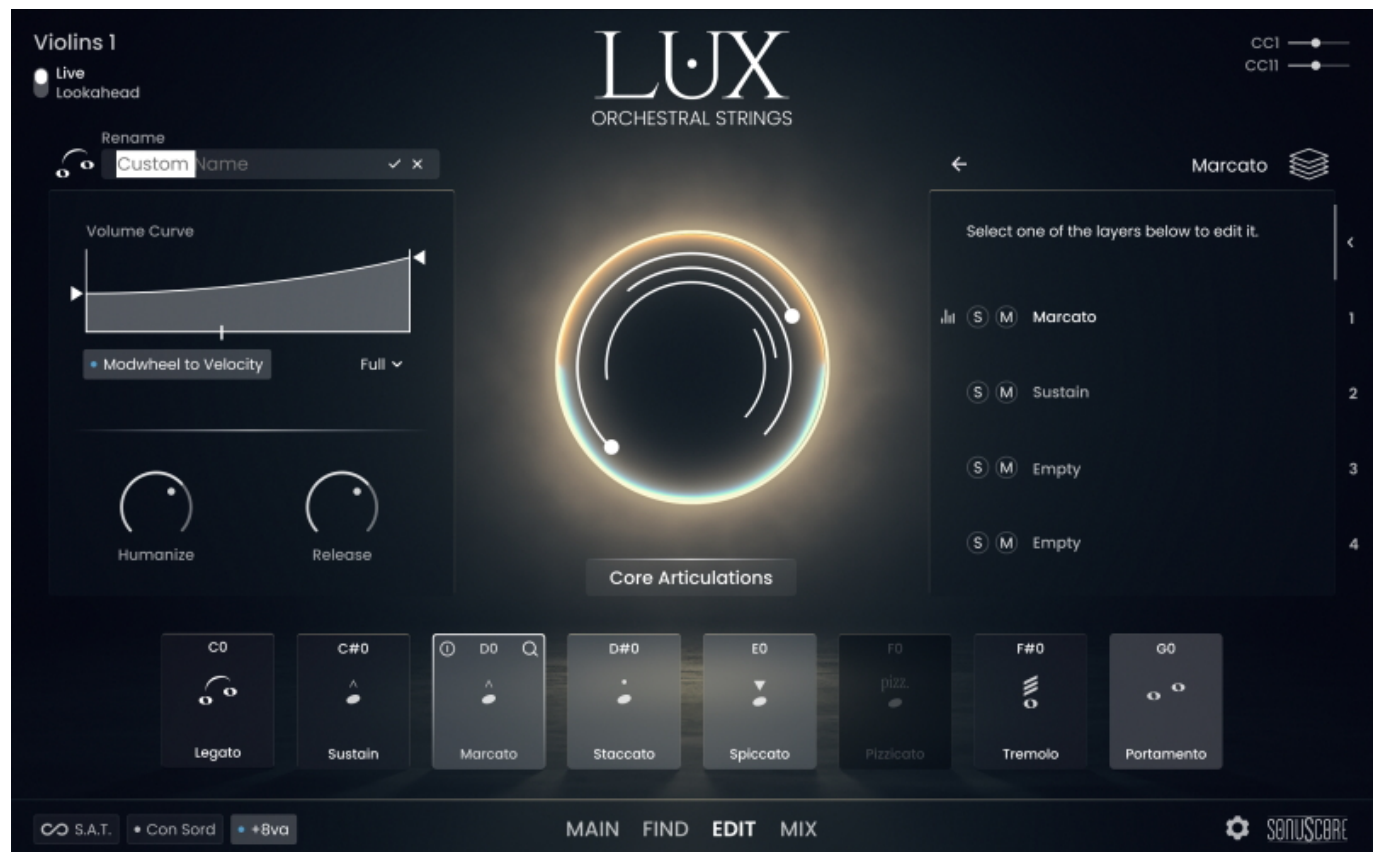 Violins 1
Live
Lookahead
LUX
ORCHESTRAL STRINGS
CC1
CC11
Rename
Custom Name
Volume Curve
Modwheel to Velocity
Full
Humanize
Release
Marcato
Select one of the layers below to edit it.
S M Marcato 1
S M Sustain 2
S M Empty 3
S M Empty 4
Core Articulations
C0
Legato
C#0
Sustain
D0
Marcato
D#0
Staccato
E0
Spiccato
F0
pizz.
Pizzicato
F#0
Tremolo
G0
Portamento
S.A.T.
Con Sord
+8va
MAIN FIND EDIT MIX
SONUSCORE